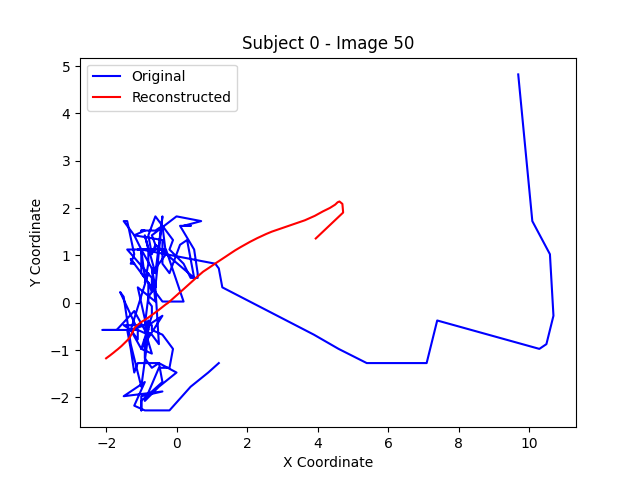 Subject 0 - Image 50
Original
Reconstructed
Y Coordinate
5
4
3
2
1
0
−1
−2
−2 0 2 4 6 8 10
X Coordinate